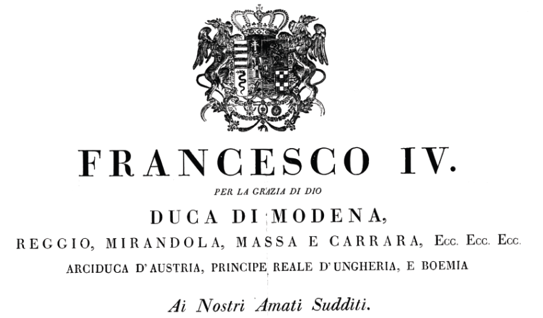 FRANCESCO IV.
PER LA GRAZIA DI DIO
DUCA DI MODENA,
REGGIO, MIRANDOLA, MASSA E CARRARA, Ecc. Ecc. Ecc.
ARCIDUCA D'AUSTRIA, PRINCIPE REALE D'UNGHERIA, E BOEMIA
Ai Nostri Amati Sudditi.